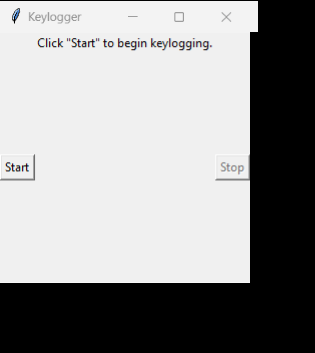 Keylogger
Click "Start" to begin keylogging.
Start
Stop